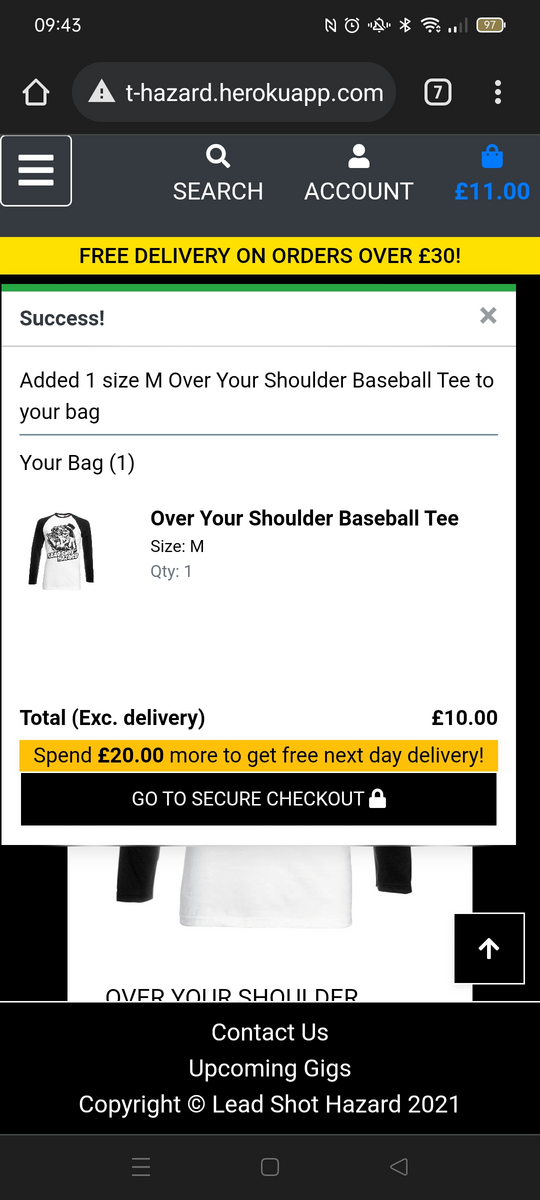 09:43
97
t-hazard.herokuapp.com
7
SEARCH
ACCOUNT
£11.00
FREE DELIVERY ON ORDERS OVER £30!
Success!
×
Added 1 size M Over Your Shoulder Baseball Tee to
your bag
Your Bag (1)
Over Your Shoulder Baseball Tee
Size: M
Qty: 1
Total (Exc. delivery)
£10.00
Spend £20.00 more to get free next day delivery!
GO TO SECURE CHECKOUT
OVER YOUR SHOULDER
Contact Us
Upcoming Gigs
Copyright © Lead Shot Hazard 2021